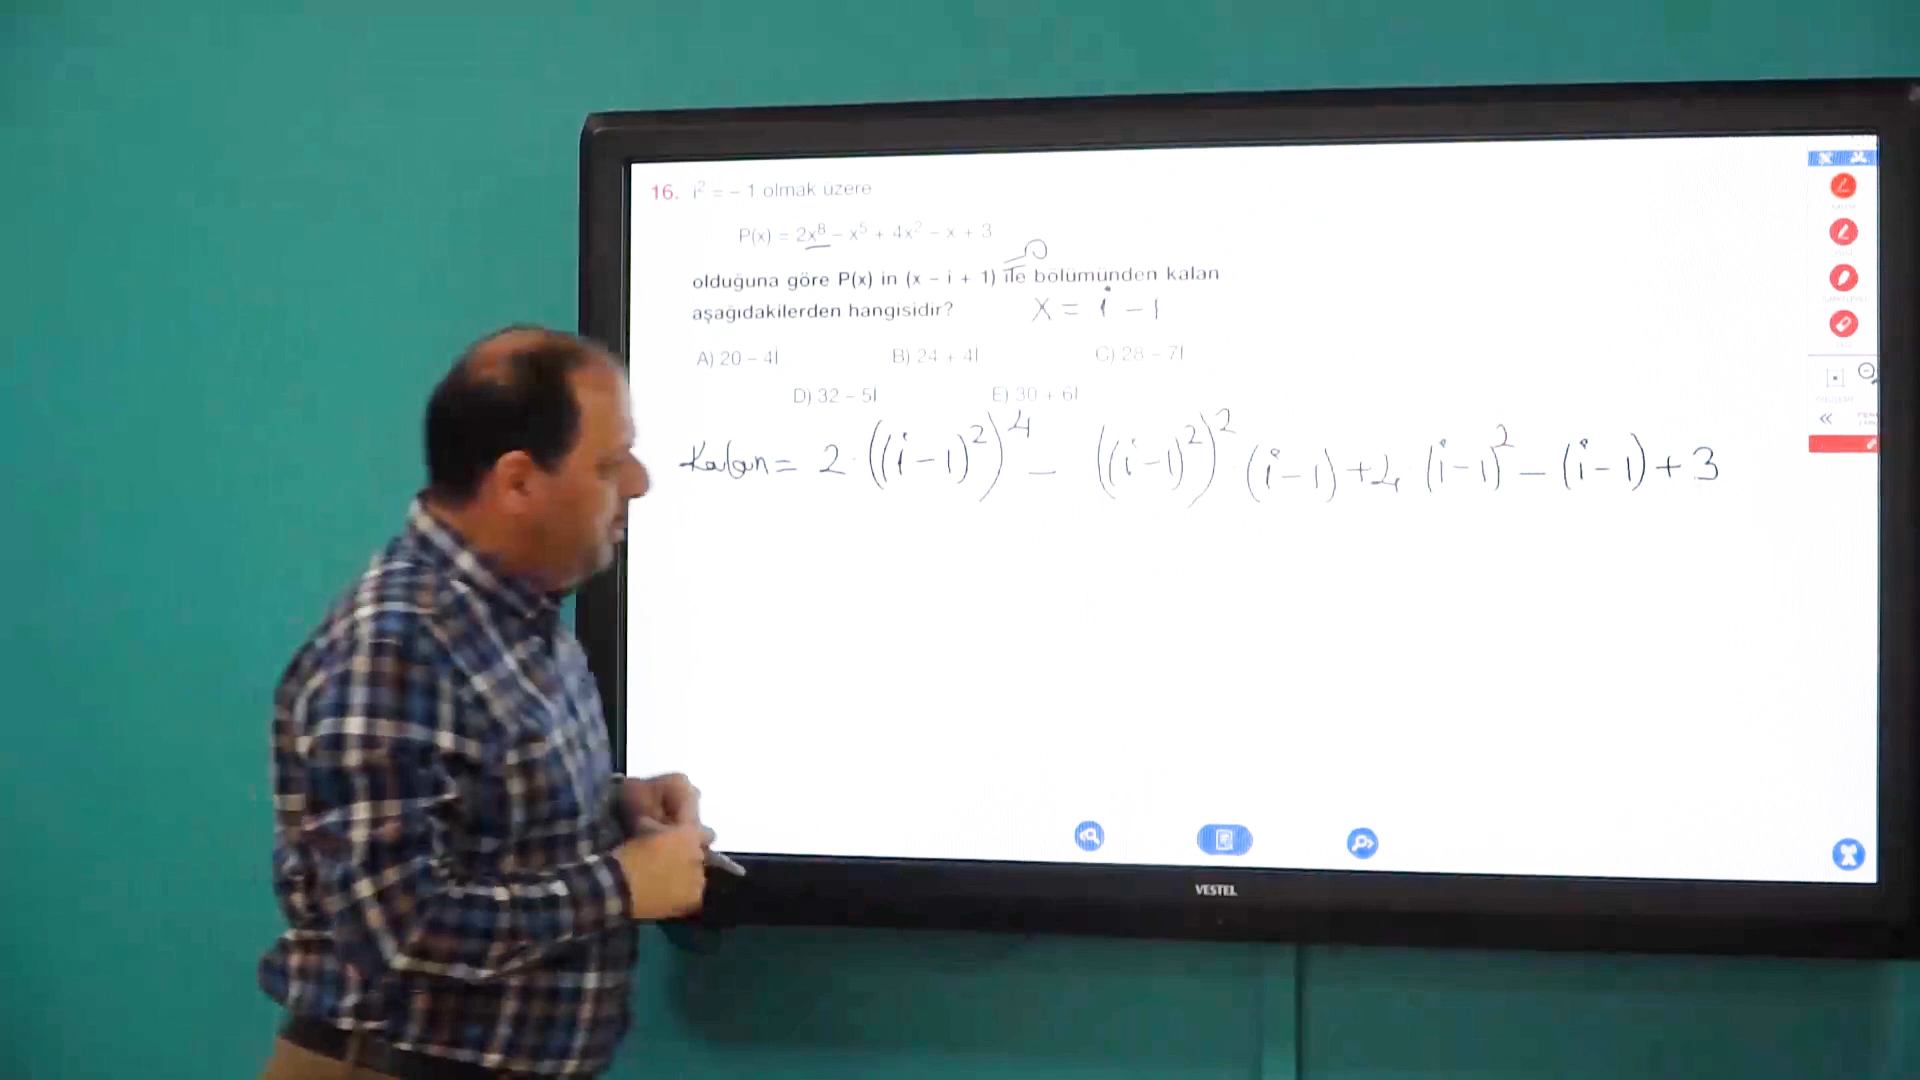 16. i² = – 1 olmak üzere
P(x) = 2x⁸ – x⁵ + 4x² – x + 3
olduğuna göre P(x) in (x – i + 1) ile bölümünden kalan
aşağıdakilerden hangisidir?
x = i – 1
A) 20 – 4i B) 24 + 4i C) 28 – 7i
D) 32 – 5i E) 30 + 6i
Kalan = 2 · ((i – 1)²)⁴ – ((i – 1)²)² · (i – 1) + 4 · (i – 1)² – (i – 1) + 3
VESTEL